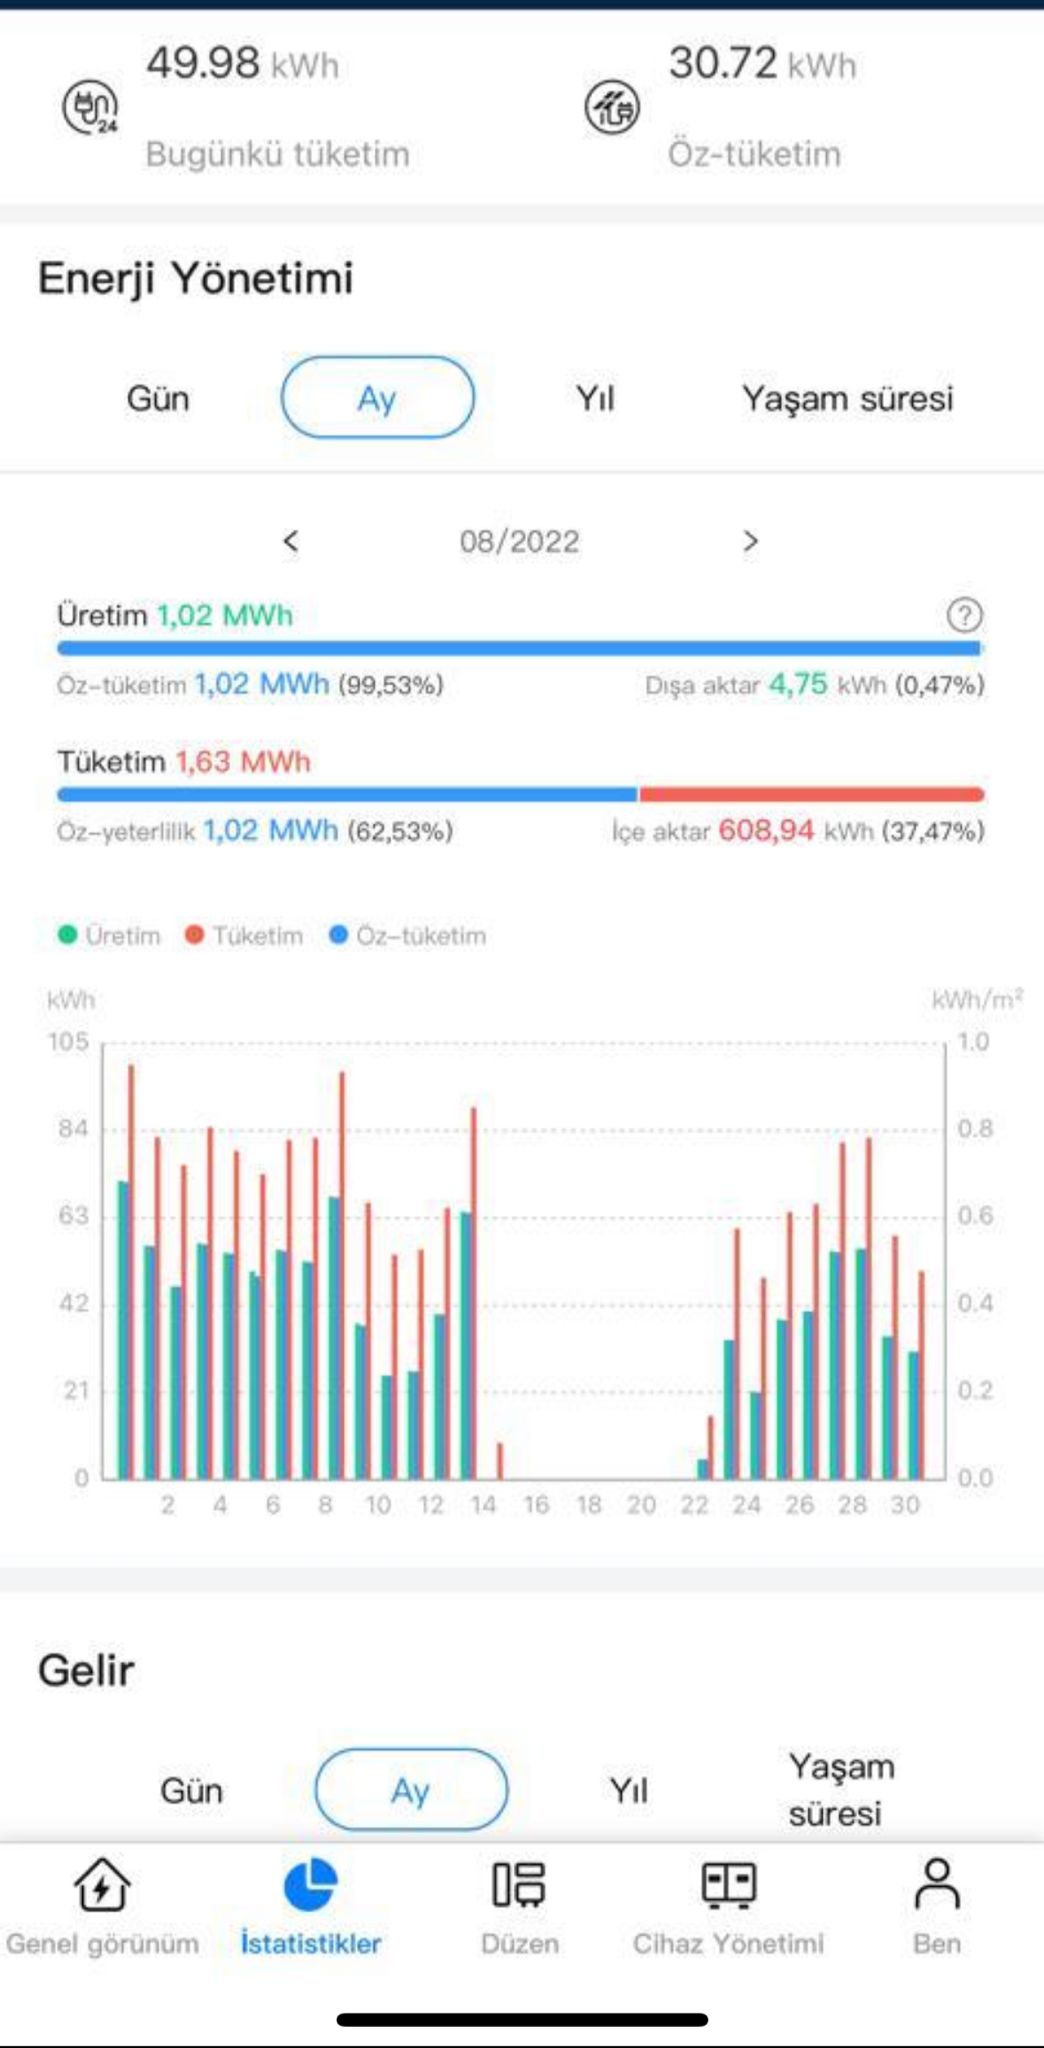 49.98 kWh
30.72 kWh
24
Bugünkü tüketim
Öz-tüketim
Enerji Yönetimi
Gün
Ay
Yıl
Yaşam süresi
<
08/2022
>
Üretim 1,02 MWh
?
Öz-tüketim 1,02 MWh (99,53%)
Dışa aktar 4,75 kWh (0,47%)
Tüketim 1,63 MWh
Öz-yeterlilik 1,02 MWh (62,53%)
İçe aktar 608,94 kWh (37,47%)
Üretim
Tüketim
Öz-tüketim
kWh
kWh/m²
105
1.0
84
0.8
63
0.6
42
0.4
21
0.2
0
0.0
2 4 6 8 10 12 14 16 18 20 22 24 26 28 30
Gelir
Gün
Ay
Yıl
Yaşam
süresi
Genel görünüm
İstatistikler
Düzen
Cihaz Yönetimi
Ben